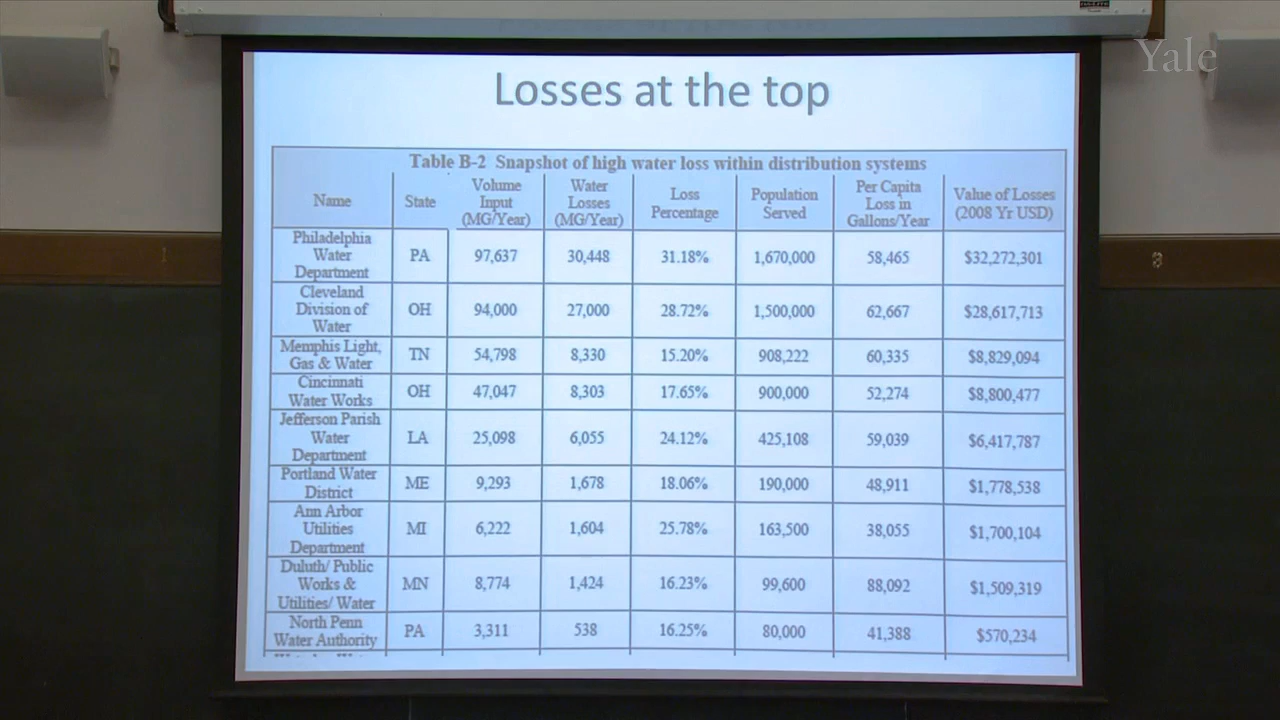 Yale
Losses at the top
Table B-2 Snapshot of high water loss within distribution systems
Name State Volume Input (MG/Year) Water Losses (MG/Year) Loss Percentage Population Served Per Capita Loss in Gallons/Year Value of Losses (2008 Yr USD)
Philadelphia Water Department PA 97,637 30,448 31.18% 1,670,000 58,465 $32,272,301
Cleveland Division of Water OH 94,000 27,000 28.72% 1,500,000 62,667 $28,617,713
Memphis Light, Gas & Water TN 54,798 8,330 15.20% 908,222 60,335 $8,829,094
Cincinnati Water Works OH 47,047 8,303 17.65% 900,000 52,274 $8,800,477
Jefferson Parish Water Department LA 25,098 6,055 24.12% 425,108 59,039 $6,417,787
Portland Water District ME 9,293 1,678 18.06% 190,000 48,911 $1,778,538
Ann Arbor Utilities Department MI 6,222 1,604 25.78% 163,500 38,055 $1,700,104
Duluth/ Public Works & Utilities/ Water MN 8,774 1,424 16.23% 99,600 88,092 $1,509,319
North Penn Water Authority PA 3,311 538 16.25% 80,000 41,388 $570,234